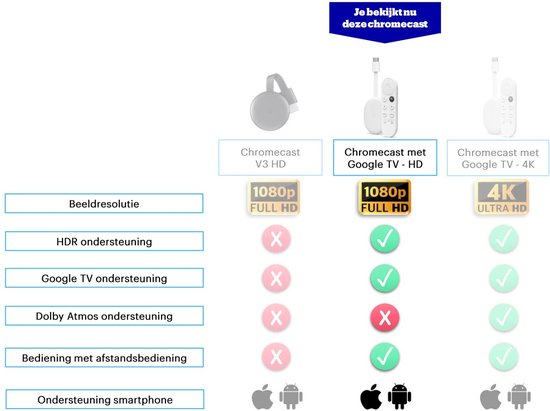 Je bekijkt nu
deze chromecast
Chromecast
V3 HD
Chromecast met
Google TV - HD
Chromecast met
Google TV - 4K
Beeldresolutie
1080p
FULL HD
1080p
FULL HD
4K
ULTRA HD
HDR ondersteuning
Google TV ondersteuning
Dolby Atmos ondersteuning
Bediening met afstandsbediening
Ondersteuning smartphone